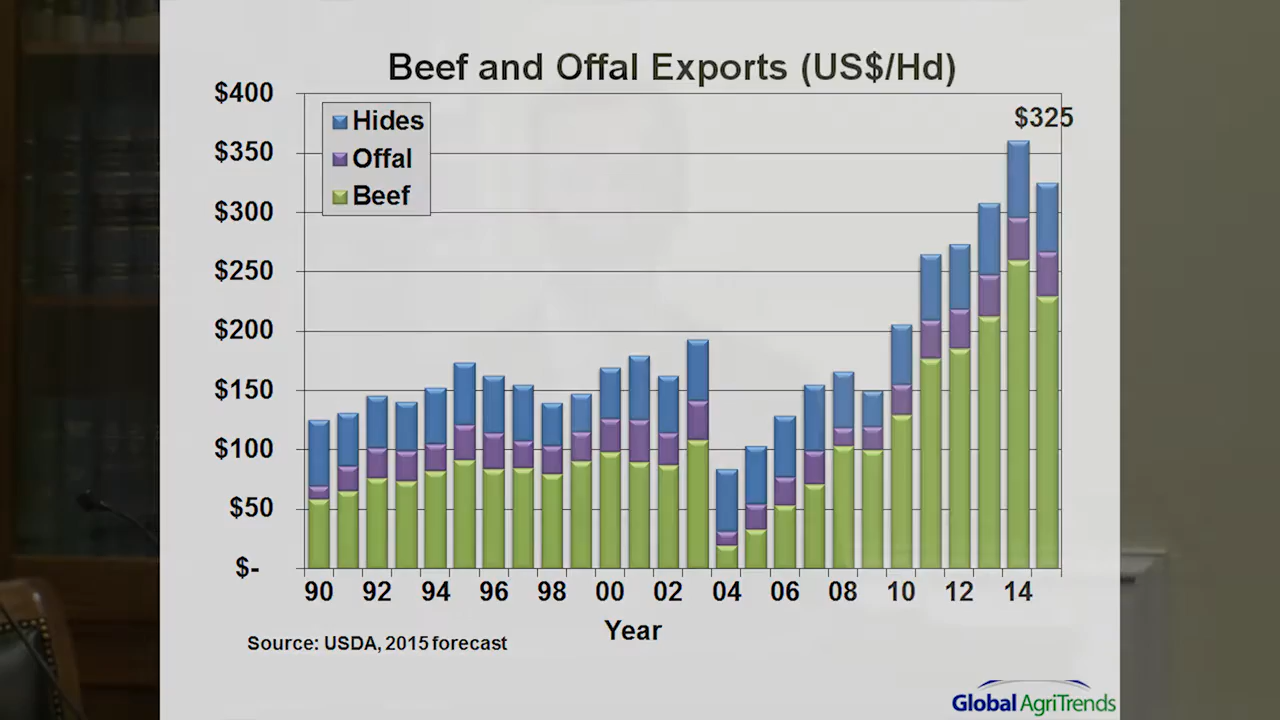 Beef and Offal Exports (US$/Hd)
$400
$350
$300
$250
$200
$150
$100
$50
$-
Hides
Offal
Beef
$325
90 92 94 96 98 00 02 04 06 08 10 12 14
Year
Source: USDA, 2015 forecast
Global AgriTrends